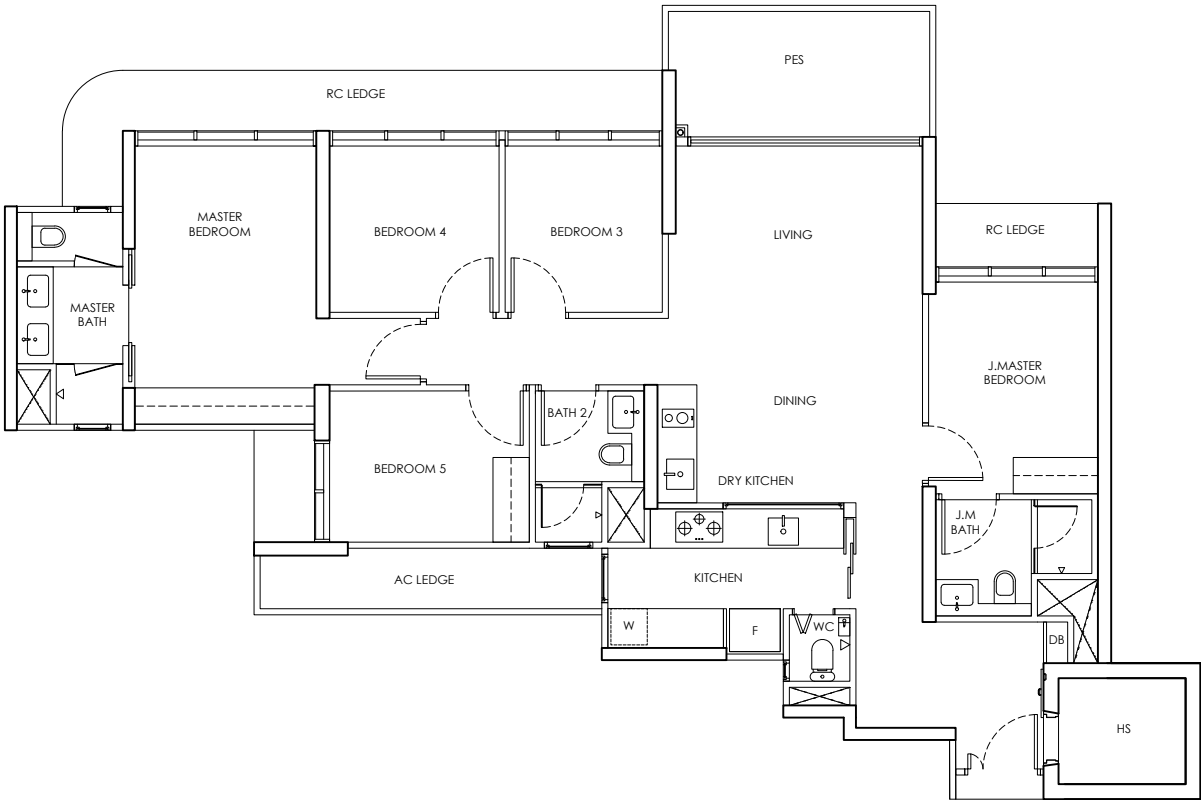 PES
RC LEDGE
MASTER
BEDROOM
BEDROOM 4
BEDROOM 3
LIVING
RC LEDGE
MASTER
BATH
J.MASTER
BEDROOM
DINING
BATH 2
BEDROOM 5
DRY KITCHEN
J.M
BATH
AC LEDGE
KITCHEN
W
F
WC
DB
HS